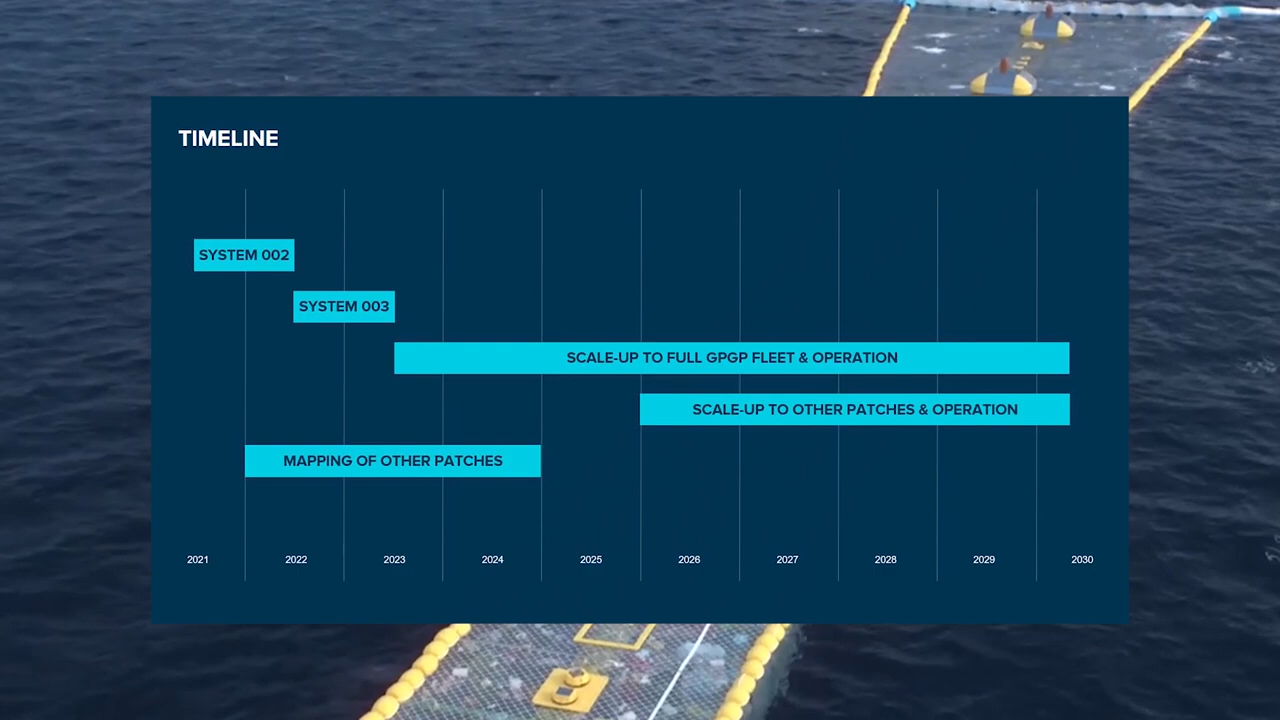 TIMELINE
SYSTEM 002
SYSTEM 003
SCALE-UP TO FULL GPGP FLEET & OPERATION
SCALE-UP TO OTHER PATCHES & OPERATION
MAPPING OF OTHER PATCHES
2021 2022 2023 2024 2025 2026 2027 2028 2029 2030